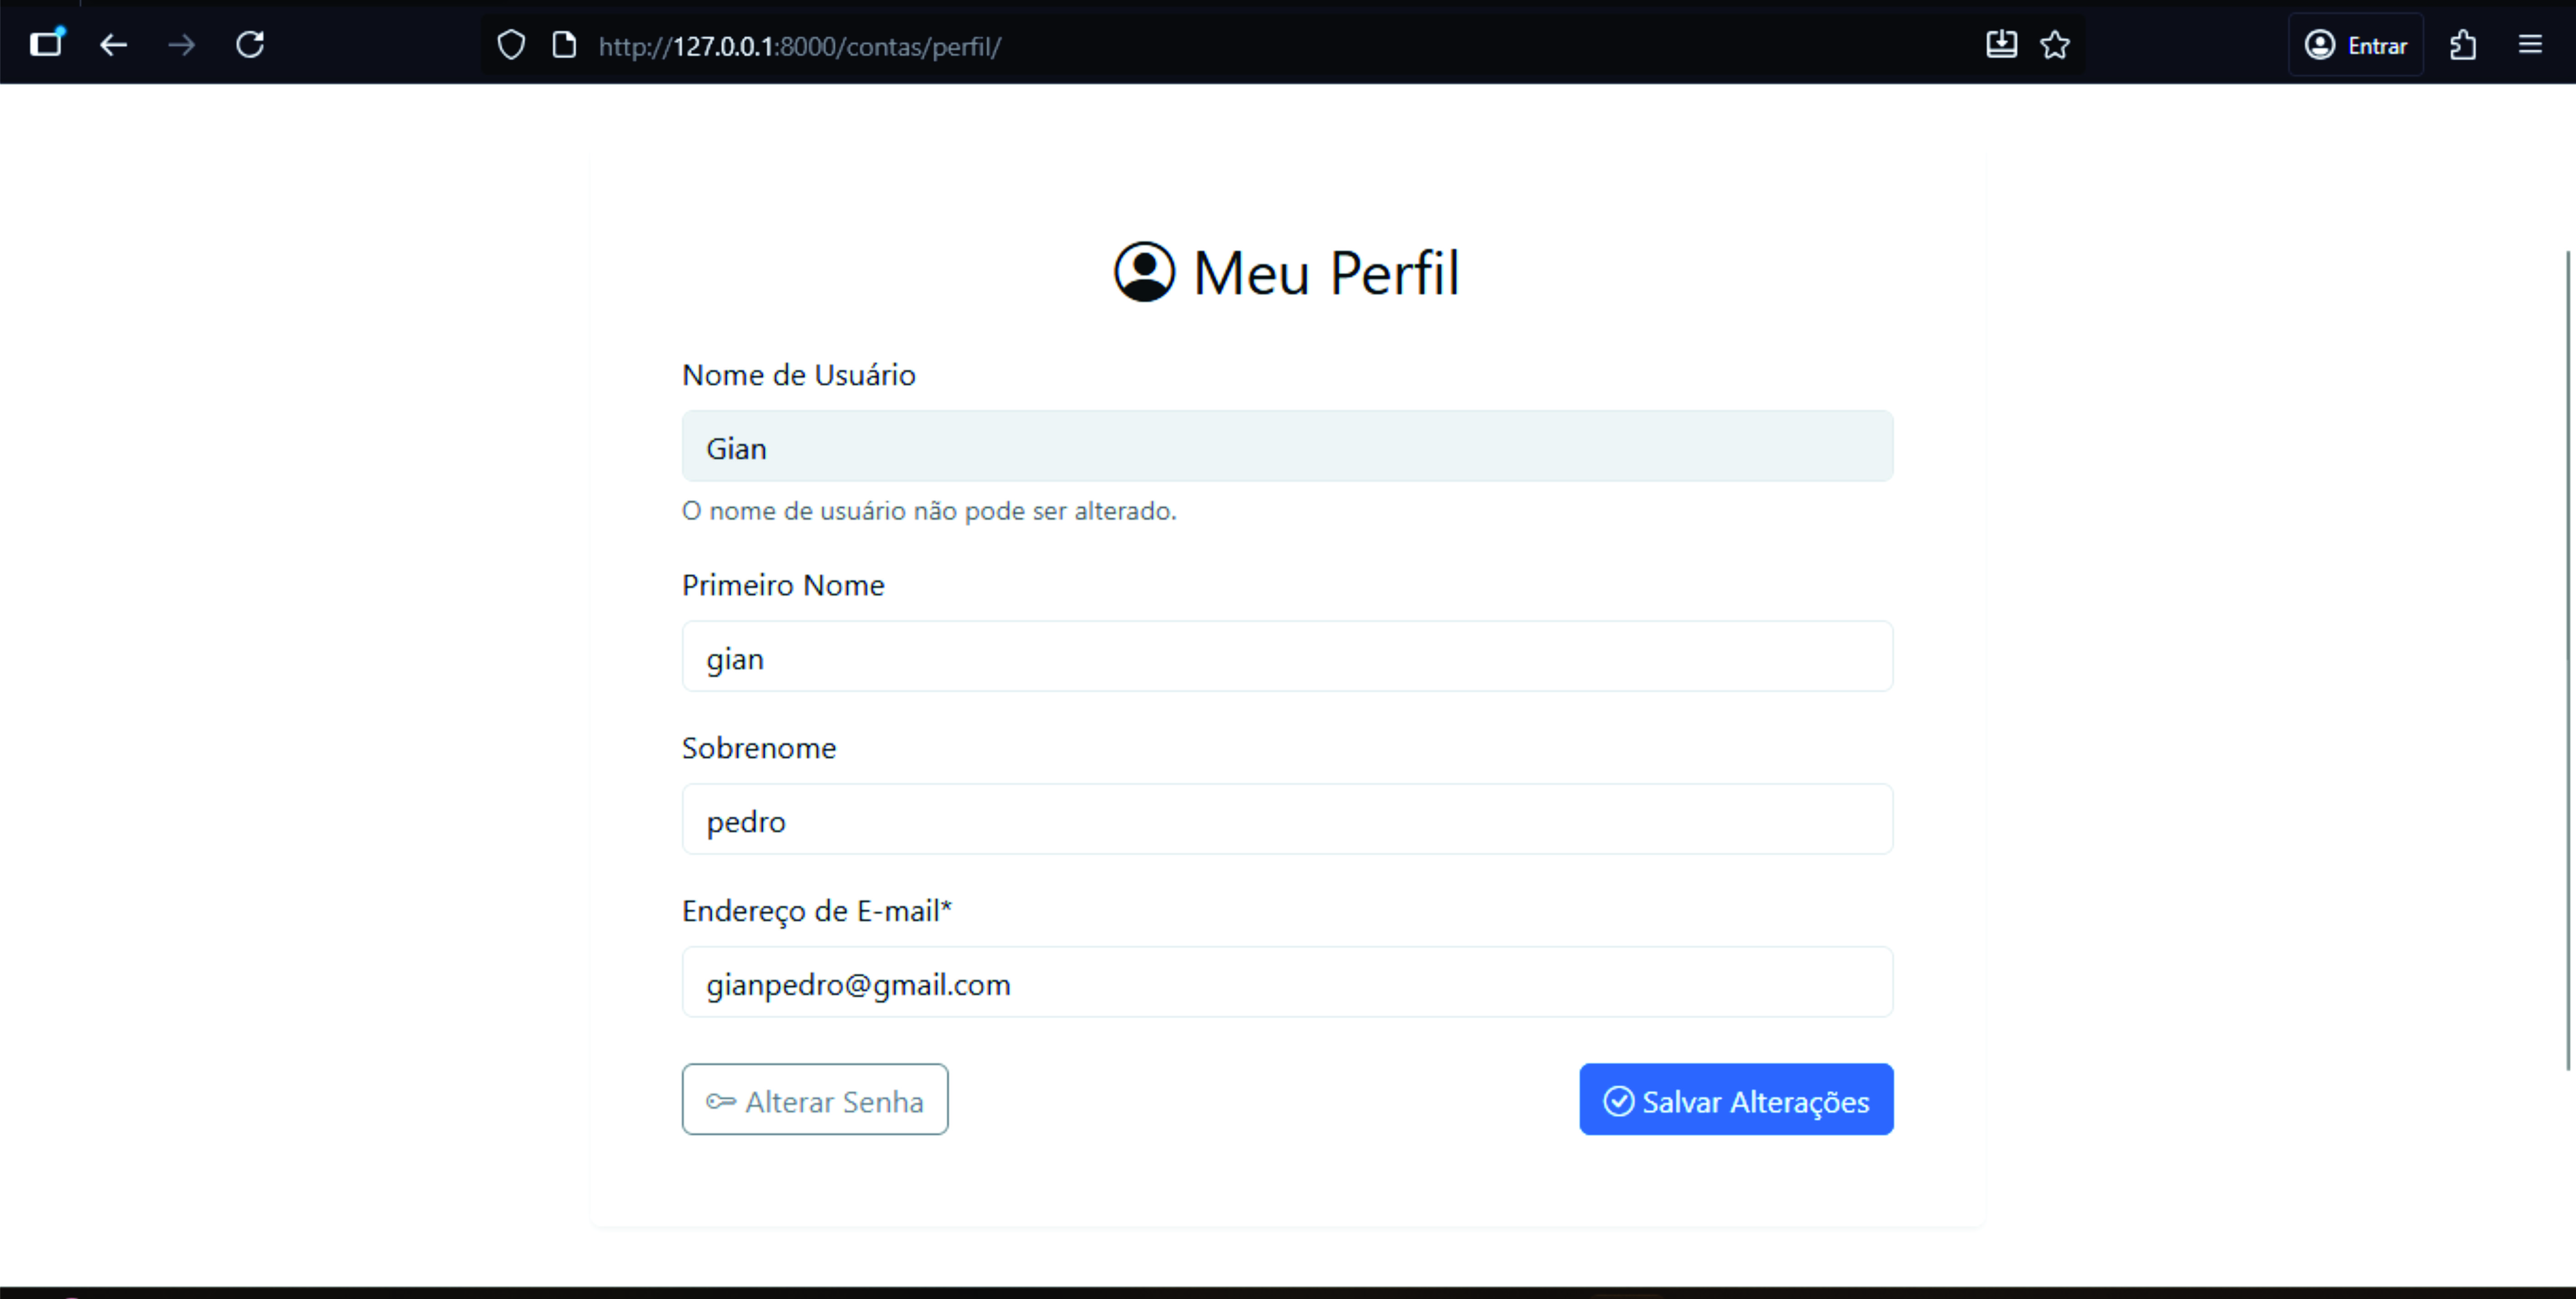 http://127.0.0.1:8000/contas/perfil/
Entrar
Meu Perfil
Nome de Usuário
Gian
O nome de usuário não pode ser alterado.
Primeiro Nome
gian
Sobrenome
pedro
Endereço de E-mail*
gianpedro@gmail.com
Alterar Senha
Salvar Alterações